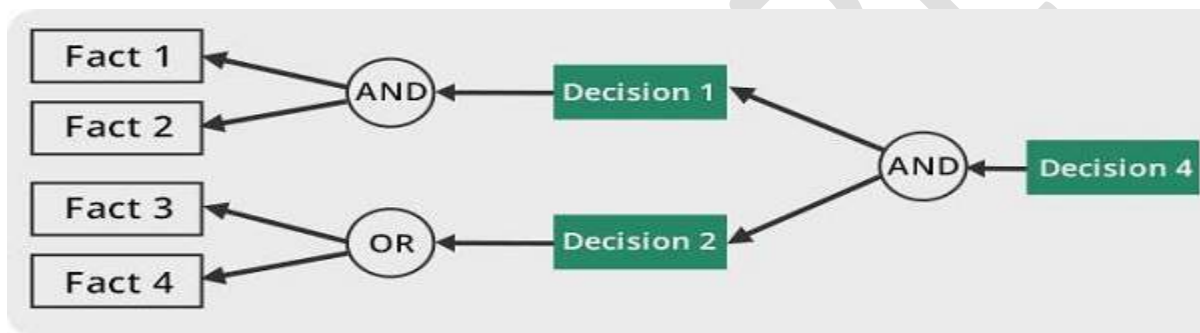 Fact 1
Fact 2
Fact 3
Fact 4
AND
OR
Decision 1
Decision 2
AND
Decision 4